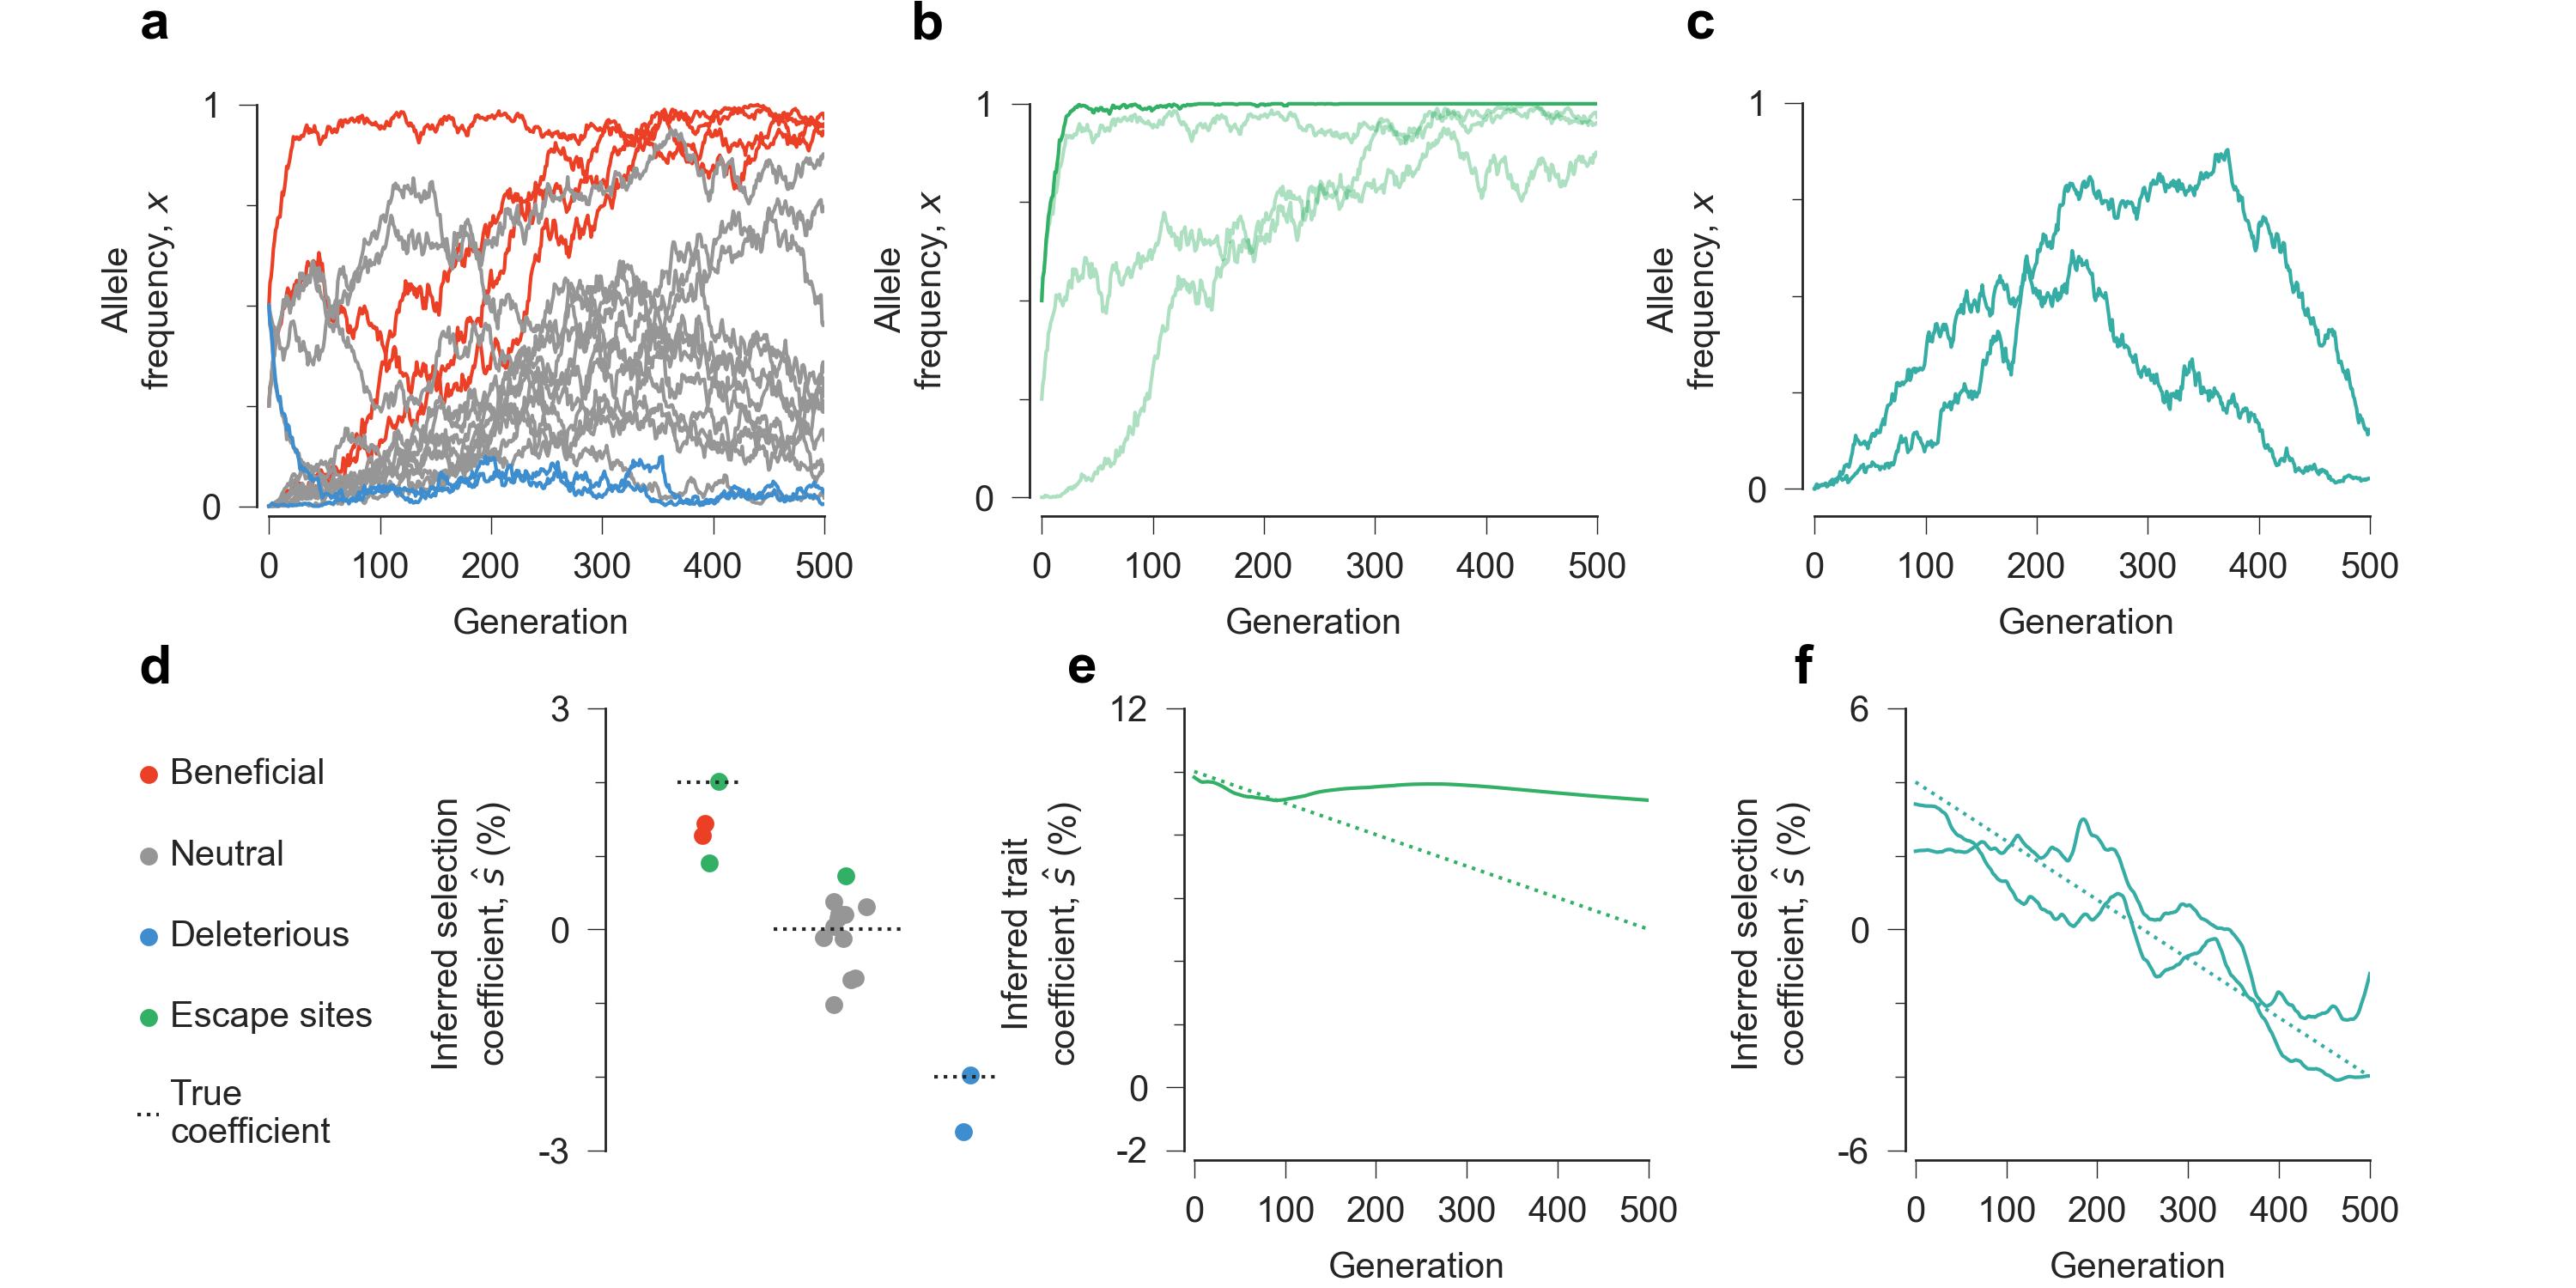 a
b
c
1
0
Allele
frequency, x
0 100 200 300 400 500
Generation
1
0
Allele
frequency, x
0 100 200 300 400 500
Generation
1
0
Allele
frequency, x
0 100 200 300 400 500
Generation
d
e
f
Beneficial
Neutral
Deleterious
Escape sites
... True
coefficient
3
0
-3
Inferred selection
coefficient, ŝ (%)
12
0
-2
Inferred trait
coefficient, ŝ (%)
0 100 200 300 400 500
Generation
6
0
-6
Inferred selection
coefficient, ŝ (%)
0 100 200 300 400 500
Generation